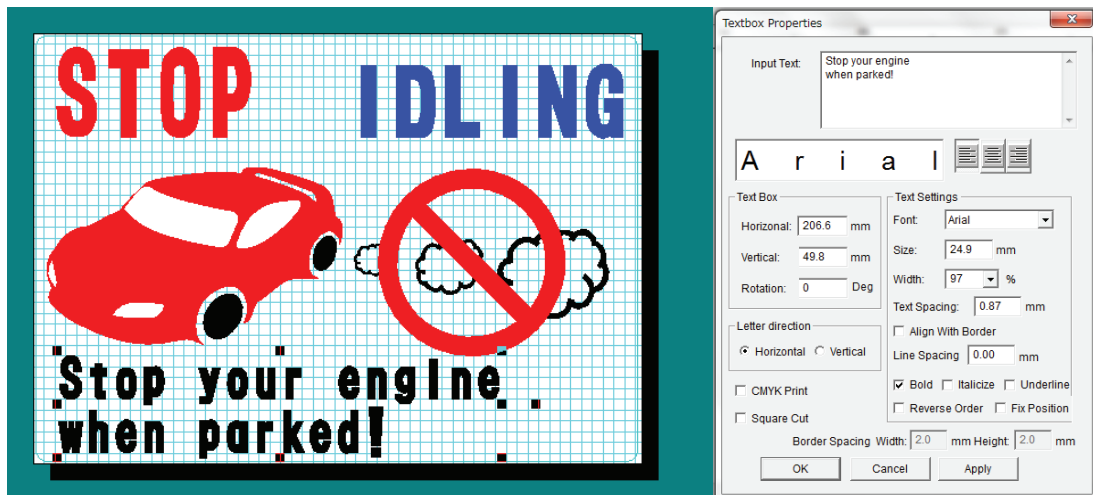 STOP IDLING
Stop your engine
when parked!
Textbox Properties
Input Text:
Stop your engine
when parked!
A r i a l
Text Box
Horizonal: 206.6 mm
Vertical: 49.8 mm
Rotation: 0 Deg
Letter direction
Horizontal Vertical
CMYK Print
Square Cut
Text Settings
Font: Arial
Size: 24.9 mm
Width: 97 %
Text Spacing: 0.87 mm
Align With Border
Line Spacing 0.00 mm
Bold Italicize Underline
Reverse Order Fix Position
Border Spacing Width: 2.0 mm Height: 2.0 mm
OK Cancel Apply